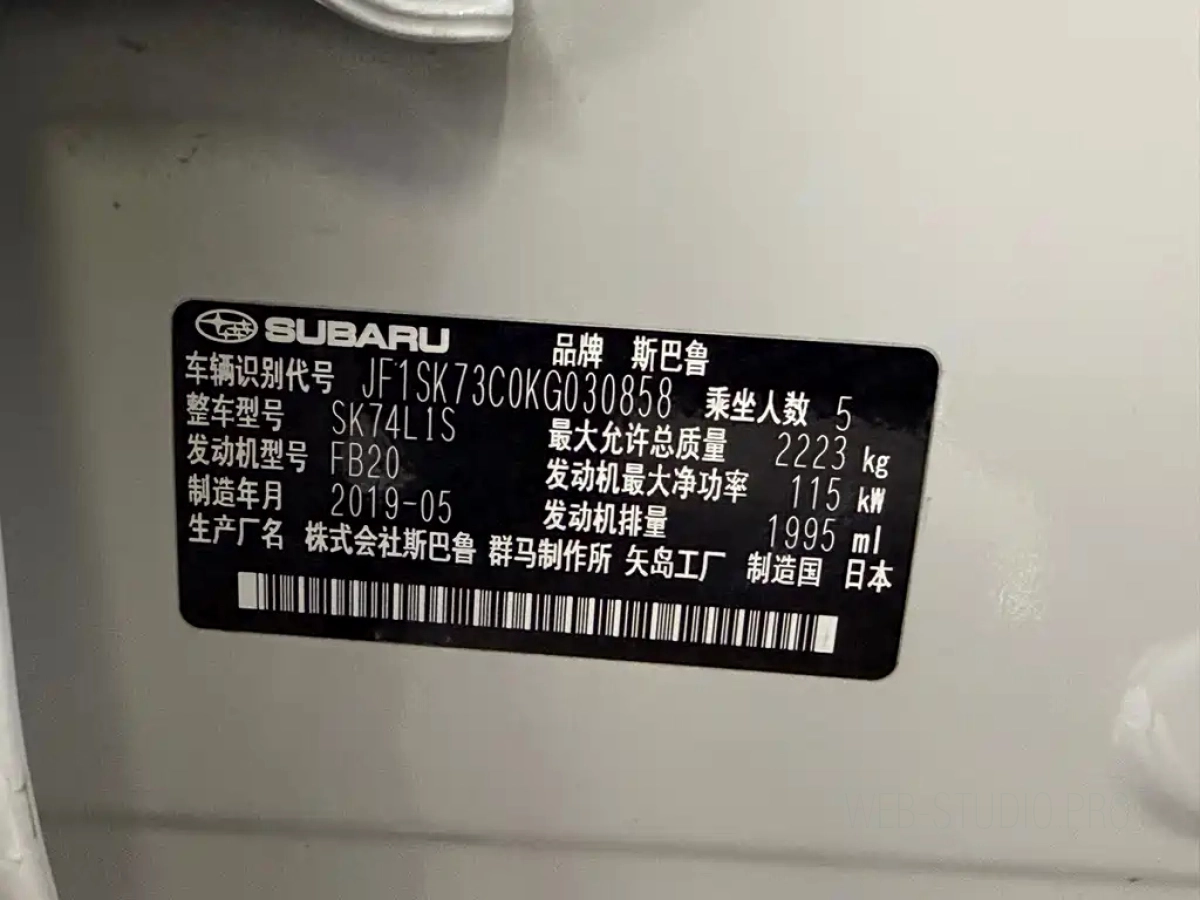 SUBARU 品牌 斯巴鲁
车辆识别代号 JF1SK73C0KG030858 乘坐人数 5
整车型号 SK74L1S 最大允许总质量 2223 kg
发动机型号 FB20 发动机最大净功率 115 kW
制造年月 2019-05 发动机排量 1995 ml
生产厂名 株式会社斯巴鲁 群马制作所 矢岛工厂 制造国 日本
WEB-STUDIO.PRO